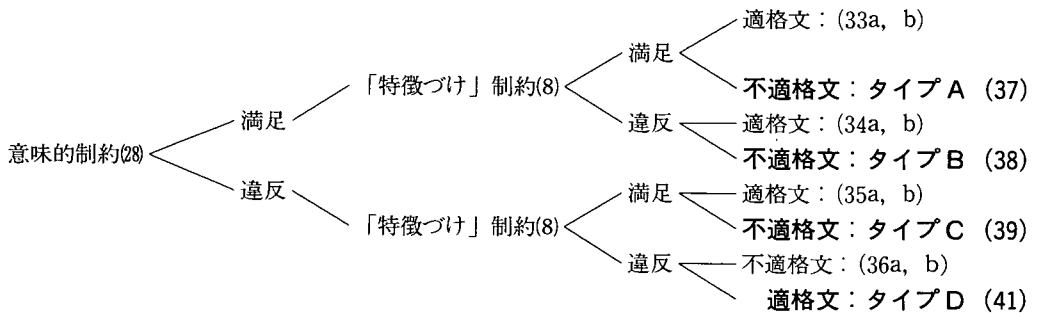 適格文：(33a, b)
満足
「特徴づけ」制約(8)
不適格文：タイプA (37)
満足
違反
適格文：(34a, b)
意味的制約(28)
不適格文：タイプB (38)
違反
満足
適格文：(35a, b)
「特徴づけ」制約(8)
不適格文：タイプC (39)
違反
不適格文：(36a, b)
適格文：タイプD (41)